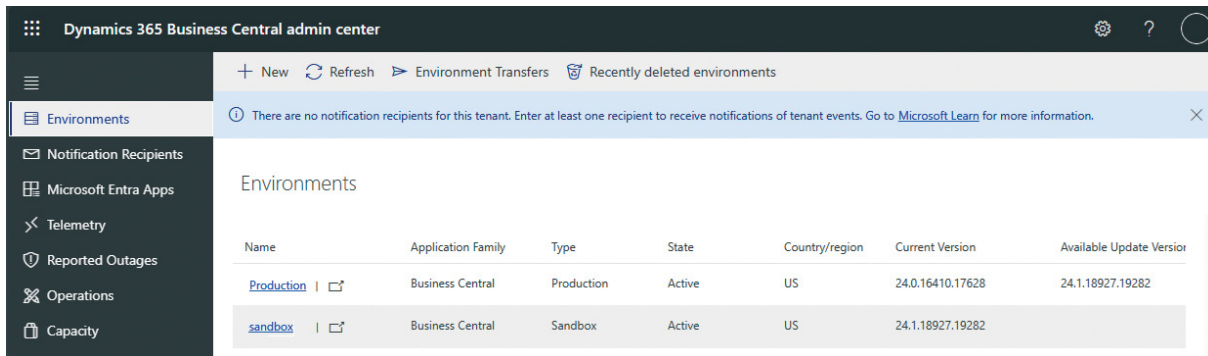 Dynamics 365 Business Central admin center
?
New Refresh Environment Transfers Recently deleted environments
There are no notification recipients for this tenant. Enter at least one recipient to receive notifications of tenant events. Go to Microsoft Learn for more information.
Environments
Notification Recipients
Microsoft Entra Apps
Telemetry
Reported Outages
Operations
Capacity
Environments
Name Application Family Type State Country/region Current Version Available Update Version
Production | Business Central Production Active US 24.0.16410.17628 24.1.18927.19282
sandbox | Business Central Sandbox Active US 24.1.18927.19282